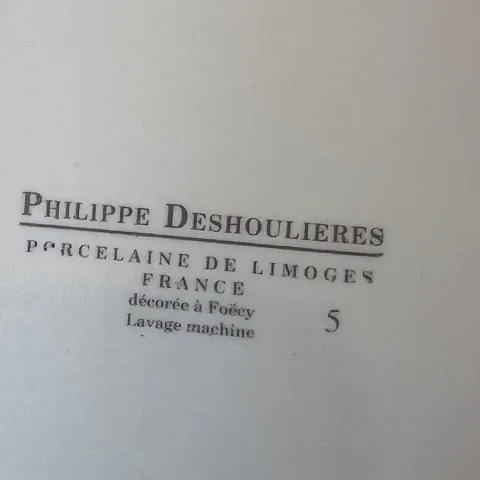 PHILIPPE DESHOULIERES
PORCELAINE DE LIMOGES
FRANCE
décorée à Foëcy
Lavage machine
5